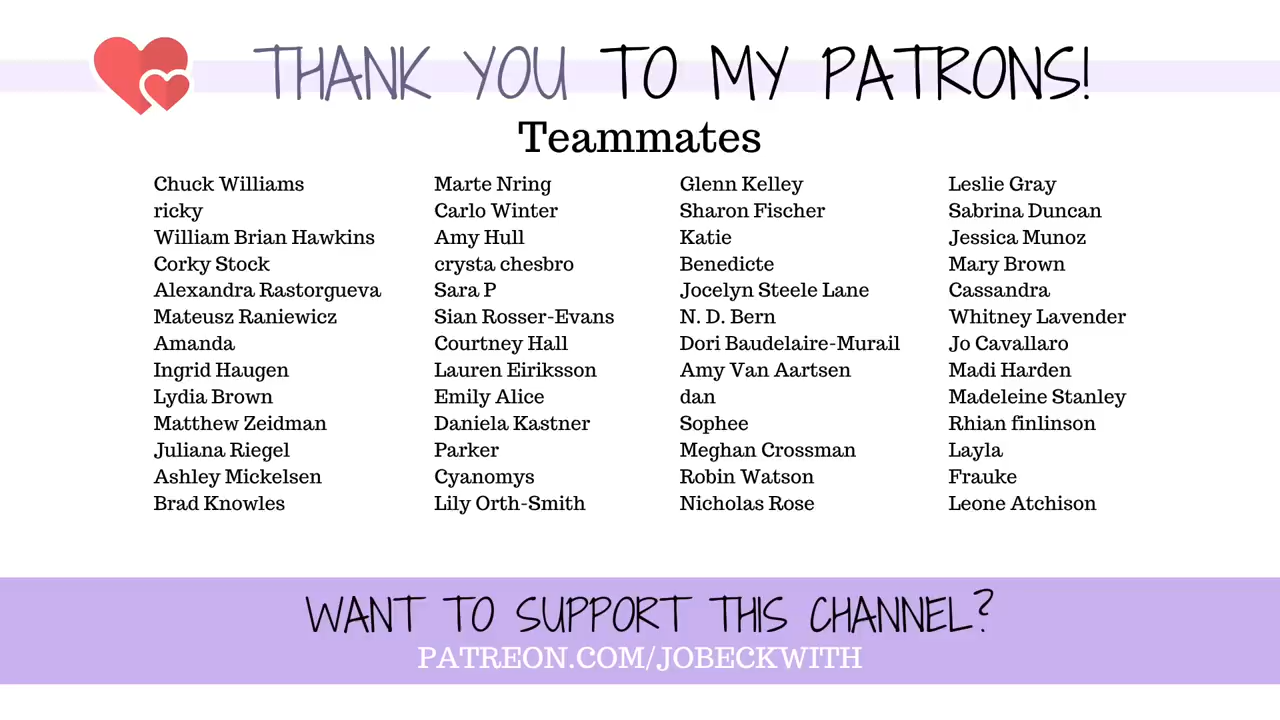 THANK YOU TO MY PATRONS!
Teammates
Chuck Williams
ricky
William Brian Hawkins
Corky Stock
Alexandra Rastorgueva
Mateusz Raniewicz
Amanda
Ingrid Haugen
Lydia Brown
Matthew Zeidman
Juliana Riegel
Ashley Mickelsen
Brad Knowles
Marte Nring
Carlo Winter
Amy Hull
crysta chesbro
Sara P
Sian Rosser-Evans
Courtney Hall
Lauren Eiriksson
Emily Alice
Daniela Kastner
Parker
Cyanomys
Lily Orth-Smith
Glenn Kelley
Sharon Fischer
Katie
Benedicte
Jocelyn Steele Lane
N. D. Bern
Dori Baudelaire-Murail
Amy Van Aartsen
dan
Sophee
Meghan Crossman
Robin Watson
Nicholas Rose
Leslie Gray
Sabrina Duncan
Jessica Munoz
Mary Brown
Cassandra
Whitney Lavender
Jo Cavallaro
Madi Harden
Madeleine Stanley
Rhian finlinson
Layla
Frauke
Leone Atchison
WANT TO SUPPORT THIS CHANNEL?
PATREON.COM/JOBECKWITH